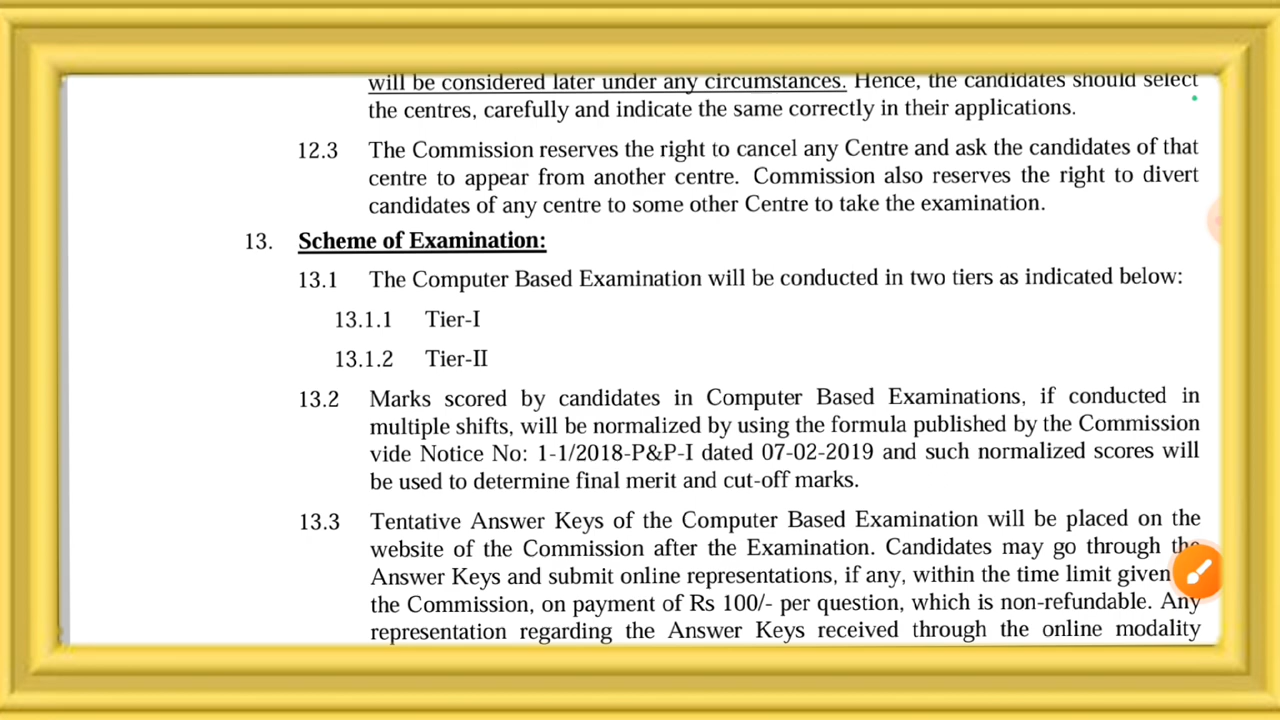 will be considered later under any circumstances. Hence, the candidates should select
the centres, carefully and indicate the same correctly in their applications.
12.3 The Commission reserves the right to cancel any Centre and ask the candidates of that
centre to appear from another centre. Commission also reserves the right to divert
candidates of any centre to some other Centre to take the examination.
13. Scheme of Examination:
13.1 The Computer Based Examination will be conducted in two tiers as indicated below:
13.1.1 Tier-I
13.1.2 Tier-II
13.2 Marks scored by candidates in Computer Based Examinations, if conducted in
multiple shifts, will be normalized by using the formula published by the Commission
vide Notice No: 1-1/2018-P&P-I dated 07-02-2019 and such normalized scores will
be used to determine final merit and cut-off marks.
13.3 Tentative Answer Keys of the Computer Based Examination will be placed on the
website of the Commission after the Examination. Candidates may go through the
Answer Keys and submit online representations, if any, within the time limit given
the Commission, on payment of Rs 100/- per question, which is non-refundable. Any
representation regarding the Answer Keys received through the online modality